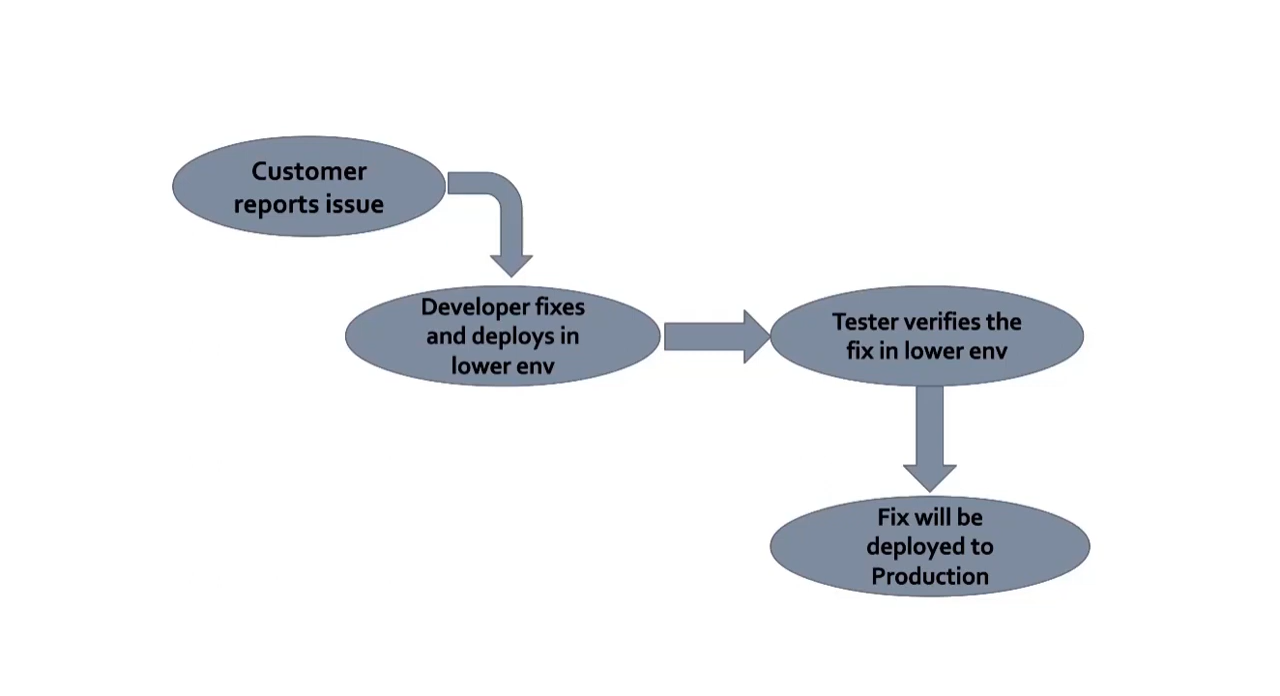 Customer
reports issue
Developer fixes
and deploys in
lower env
Tester verifies the
fix in lower env
Fix will be
deployed to
Production